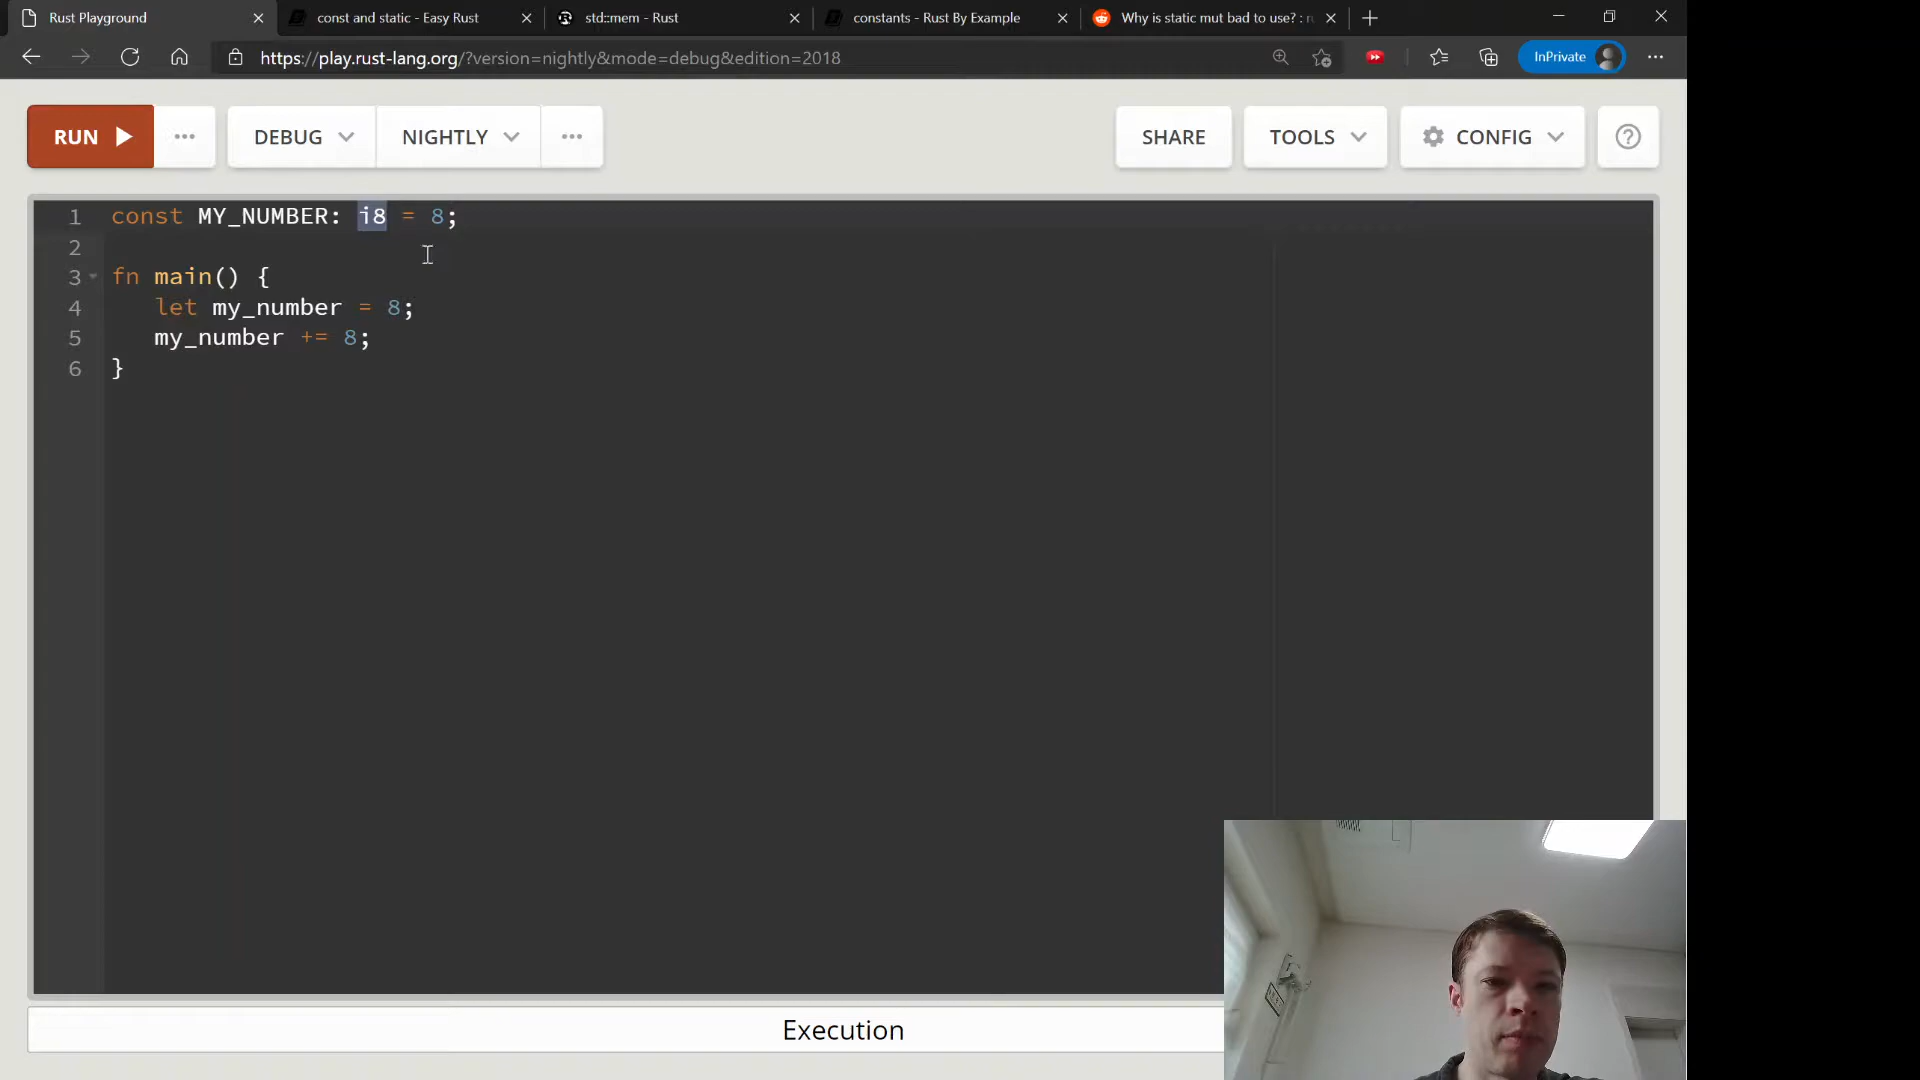 Rust Playground
const and static - Easy Rust
std::mem - Rust
constants - Rust By Example
Why is static mut bad to use? : ru
https://play.rust-lang.org/?version=nightly&mode=debug&edition=2018
InPrivate
RUN
DEBUG
NIGHTLY
SHARE
TOOLS
CONFIG
1 const MY_NUMBER: i8 = 8;
2
3 fn main() {
4 let my_number = 8;
5 my_number += 8;
6 }
Execution